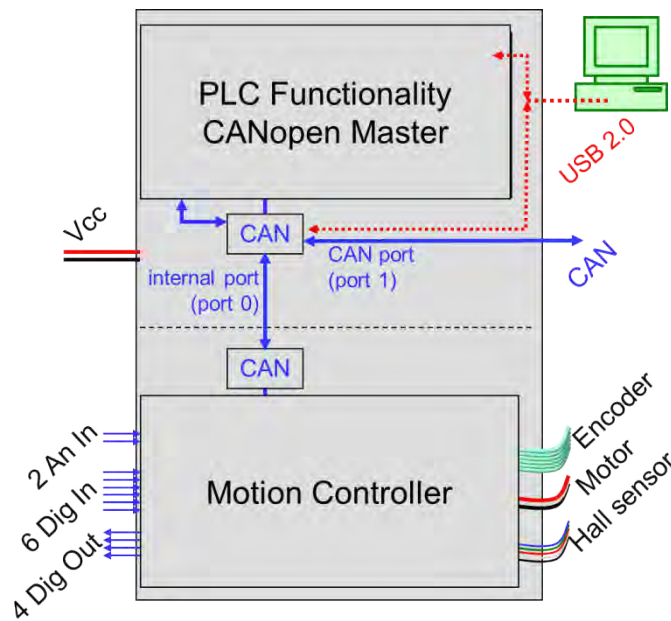 PLC Functionality
CANopen Master
USB 2.0
Vcc
CAN
CAN port
(port 1)
CAN
internal port
(port 0)
CAN
2 An In
6 Dig In
4 Dig Out
Motion Controller
Encoder
Motor
Hall sensor